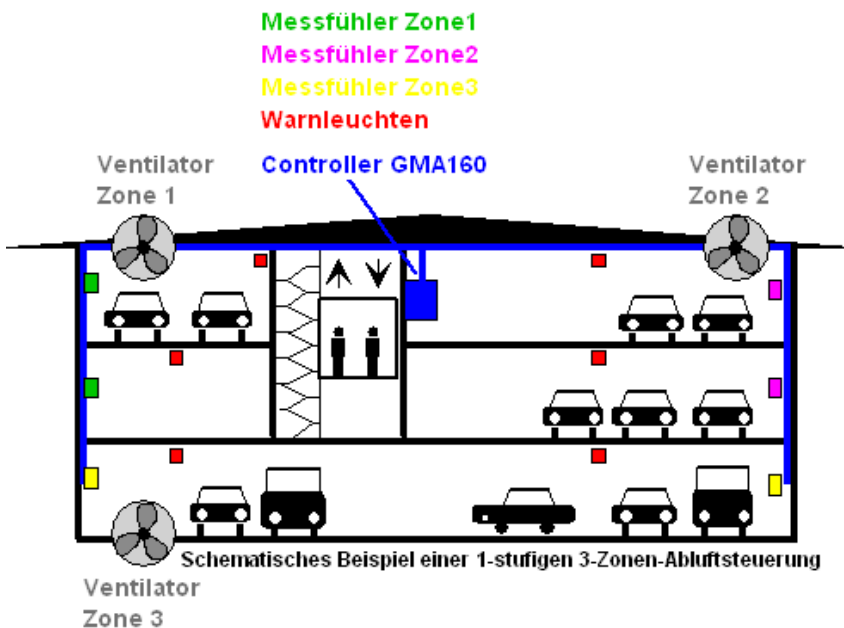 Messfühler Zone1
Messfühler Zone2
Messfühler Zone3
Warnleuchten
Controller GMA160
Ventilator
Zone 1
Ventilator
Zone 2
Schematisches Beispiel einer 1-stufigen 3-Zonen-Abluftsteuerung
Ventilator
Zone 3